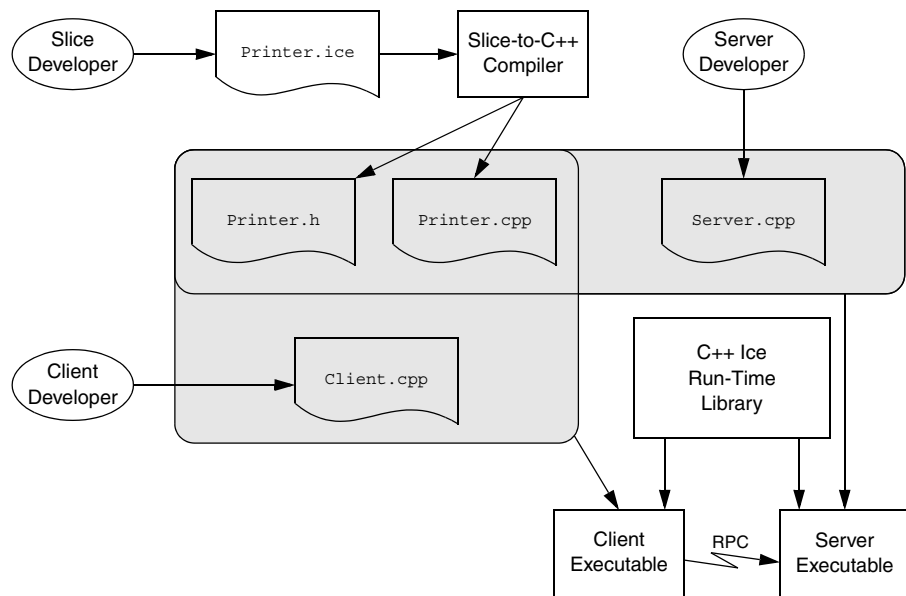 Slice
Developer
Printer.ice
Slice-to-C++
Compiler
Server
Developer
Printer.h
Printer.cpp
Server.cpp
Client
Developer
Client.cpp
C++ Ice
Run-Time
Library
Client
Executable
RPC
Server
Executable